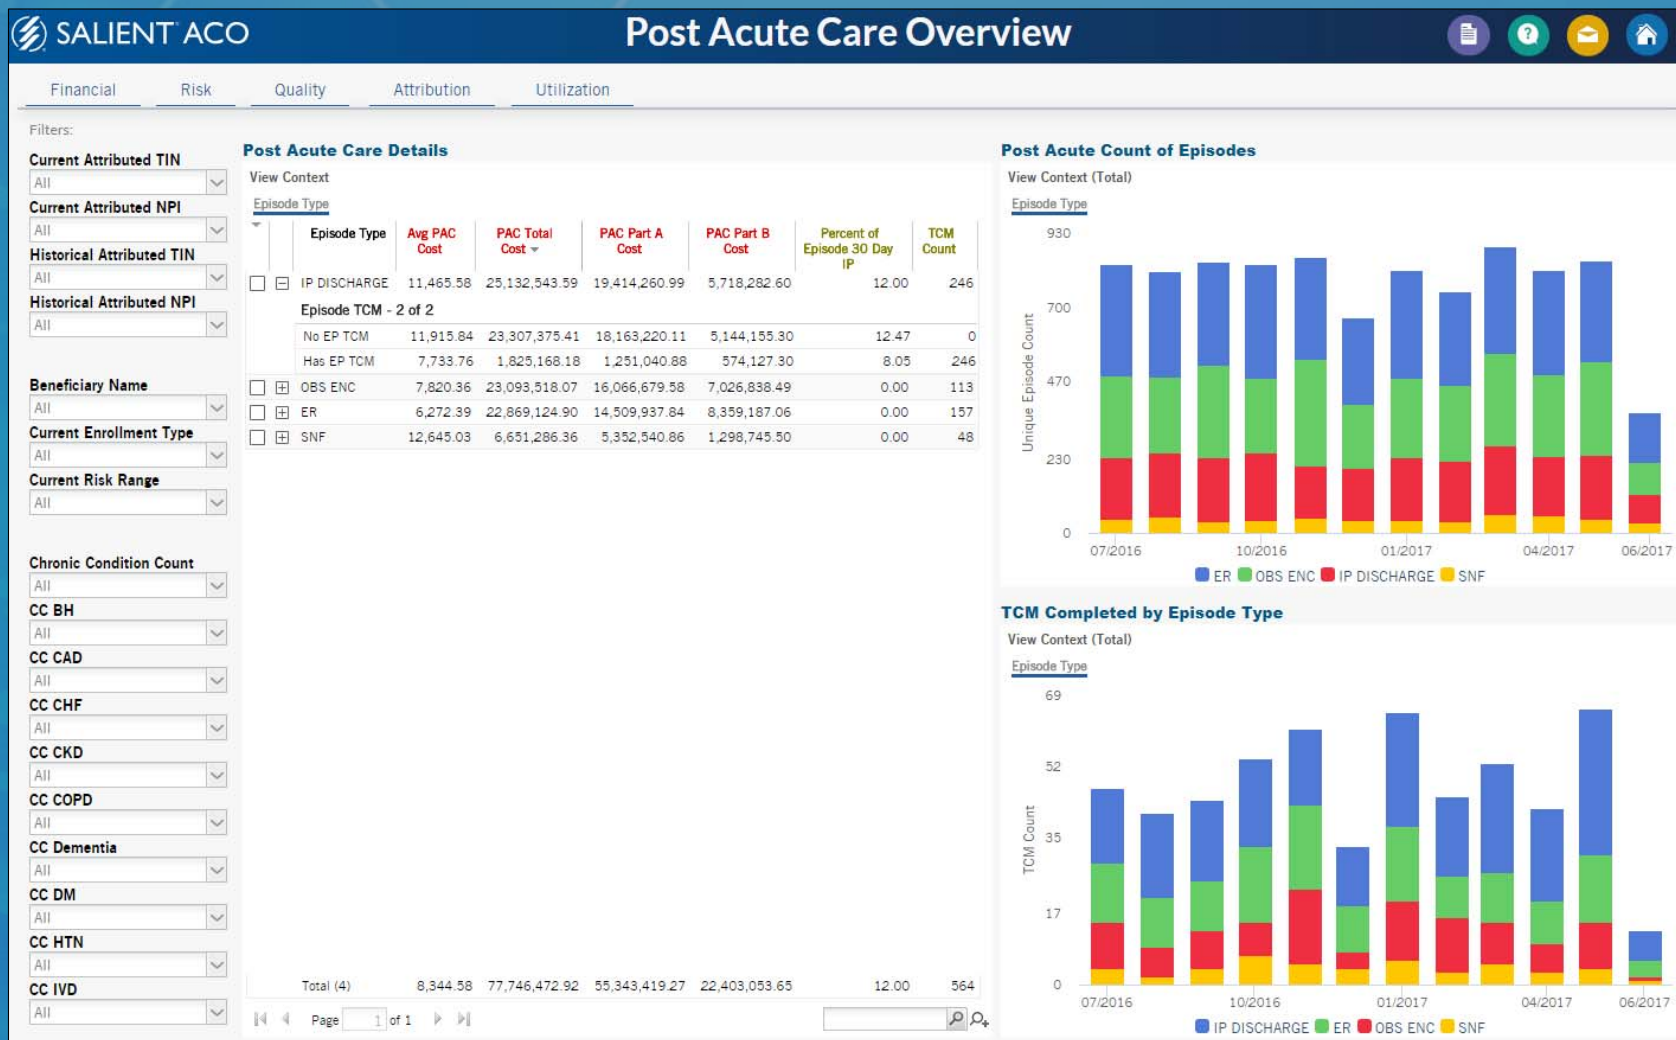 SALIENT ACO
Post Acute Care Overview
Financial Risk Quality Attribution Utilization
Filters:
Current Attributed TIN
All
Current Attributed NPI
All
Historical Attributed TIN
All
Historical Attributed NPI
All
Beneficiary Name
All
Current Enrollment Type
All
Current Risk Range
All
Chronic Condition Count
All
CC BH
All
CC CAD
All
CC CHF
All
CC CKD
All
CC COPD
All
CC Dementia
All
CC DM
All
CC HTN
All
CC IVD
All
Post Acute Care Details
View Context
Episode Type
Episode Type Avg PAC Cost PAC Total Cost PAC Part A Cost PAC Part B Cost Percent of Episode 30 Day IP TCM Count
IP DISCHARGE 11,465.58 25,132,543.59 19,414,260.99 5,718,282.60 12.00 246
Episode TCM - 2 of 2
No EP TCM 11,915.84 23,307,375.41 18,163,220.11 5,144,155.30 12.47 0
Has EP TCM 7,733.76 1,825,168.18 1,251,040.88 574,127.30 8.05 246
OBS ENC 7,820.36 23,093,518.07 16,066,679.58 7,026,838.49 0.00 113
ER 6,272.39 22,869,124.90 14,509,937.84 8,359,187.06 0.00 157
SNF 12,645.03 6,651,286.36 5,352,540.86 1,298,745.50 0.00 48
Total (4) 8,344.58 77,746,472.92 55,343,419.27 22,403,053.65 12.00 564
Page 1 of 1
Post Acute Count of Episodes
View Context (Total)
Episode Type
930
700
470
230
0
Unique Episode Count
07/2016 10/2016 01/2017 04/2017 06/2017
ER OBS ENC IP DISCHARGE SNF
TCM Completed by Episode Type
View Context (Total)
Episode Type
69
52
35
17
0
TCM Count
07/2016 10/2016 01/2017 04/2017 06/2017
IP DISCHARGE ER OBS ENC SNF